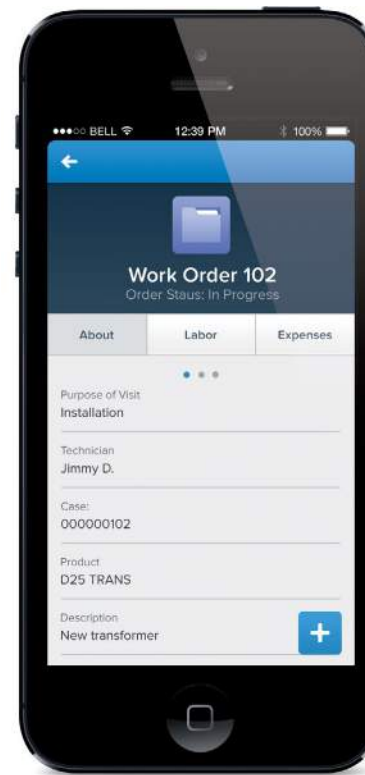 BELL 12:39 PM 100%
Work Order 102
Order Staus: In Progress
About Labor Expenses
Purpose of Visit
Installation
Technician
Jimmy D.
Case:
000000102
Product
D25 TRANS
Description
New transformer